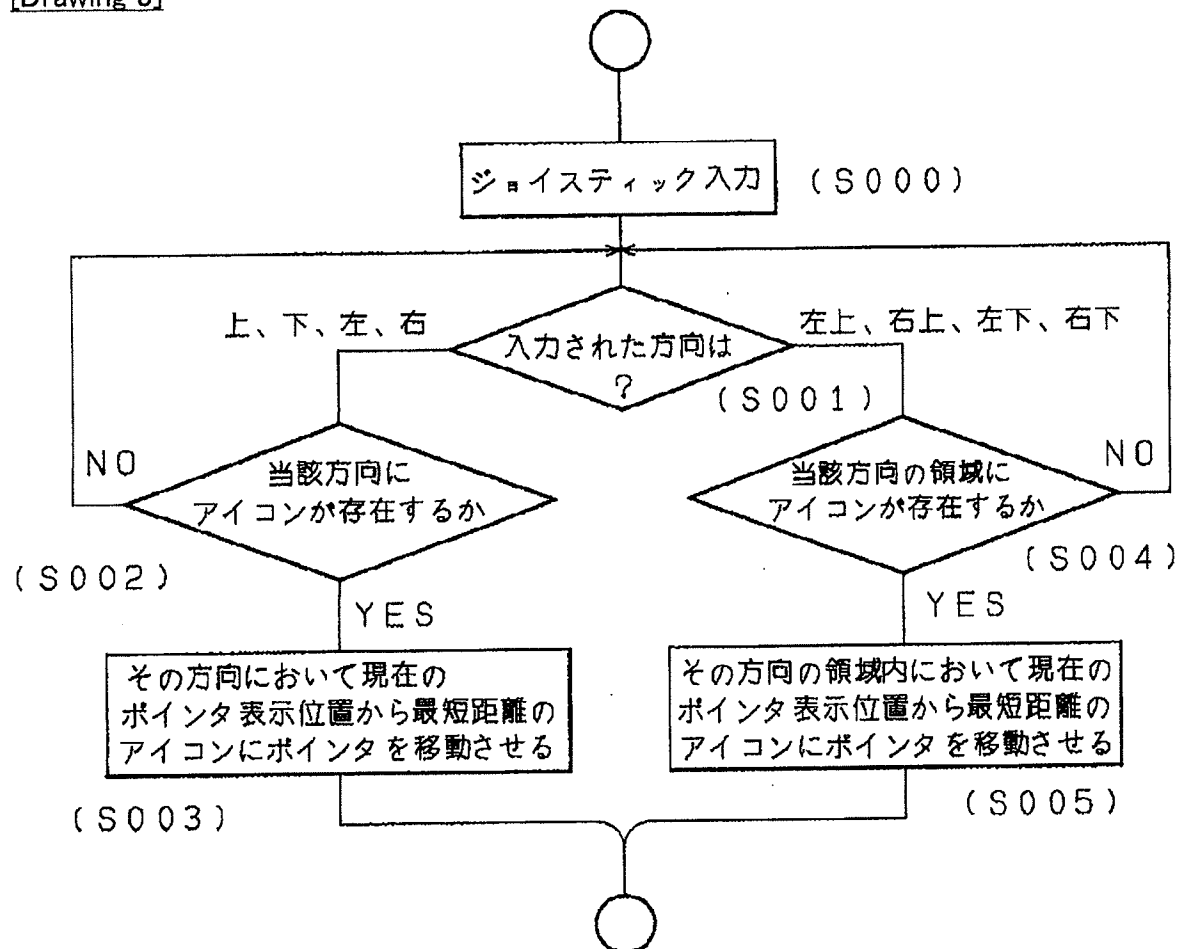 [Drawing 3]
ジョイスティック入力
(S000)
上、下、左、右
入力された方向は
?
左上、右上、左下、右下
(S001)
NO
当該方向に
アイコンが存在するか
(S002)
YES
当該方向の領域に
アイコンが存在するか
NO
(S004)
YES
その方向において現在の
ポインタ表示位置から最短距離の
アイコンにポインタを移動させる
(S003)
その方向の領域内において現在の
ポインタ表示位置から最短距離の
アイコンにポインタを移動させる
(S005)